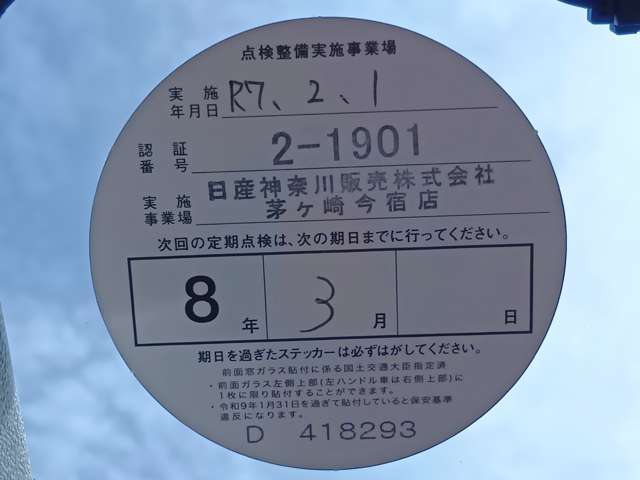 点検整備実施事業場
実施
年月日 R7、2、1
認証
番号 2-1901
実施
事業場 日産神奈川販売株式会社
茅ヶ崎今宿店
次回の定期点検は、次の期日までに行ってください。
8年 3月 日
期日を過ぎたステッカーは必ずはがしてください。
前面窓ガラス貼付に係る国土交通大臣指定済
・前面ガラス左側上部(左ハンドル車は右側上部)に
1枚に限り貼付することができます。
・令和9年1月31日を過ぎて貼付していると保安基準
違反になります。
D 418293